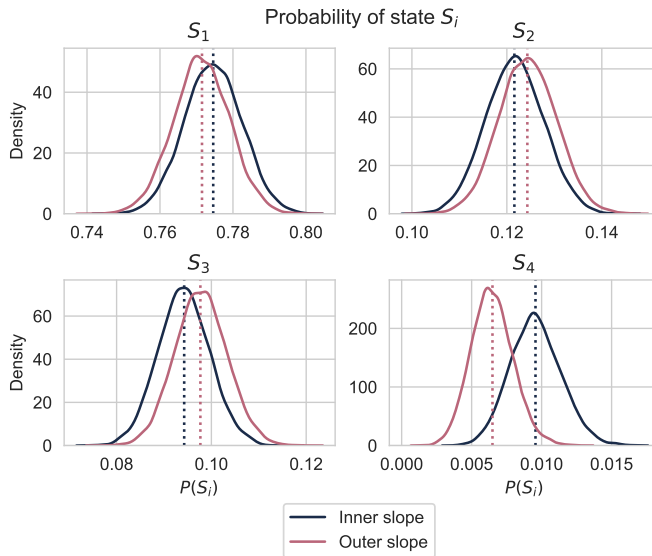 Probability of state $S_i$
$S_1$ $S_2$
Density
40
20
0
0.74 0.76 0.78 0.80
60
40
20
0
0.10 0.12 0.14
$S_3$ $S_4$
Density
60
40
20
0
0.08 0.10 0.12
$P(S_i)$
200
100
0
0.000 0.005 0.010 0.015
$P(S_i)$
Inner slope
Outer slope